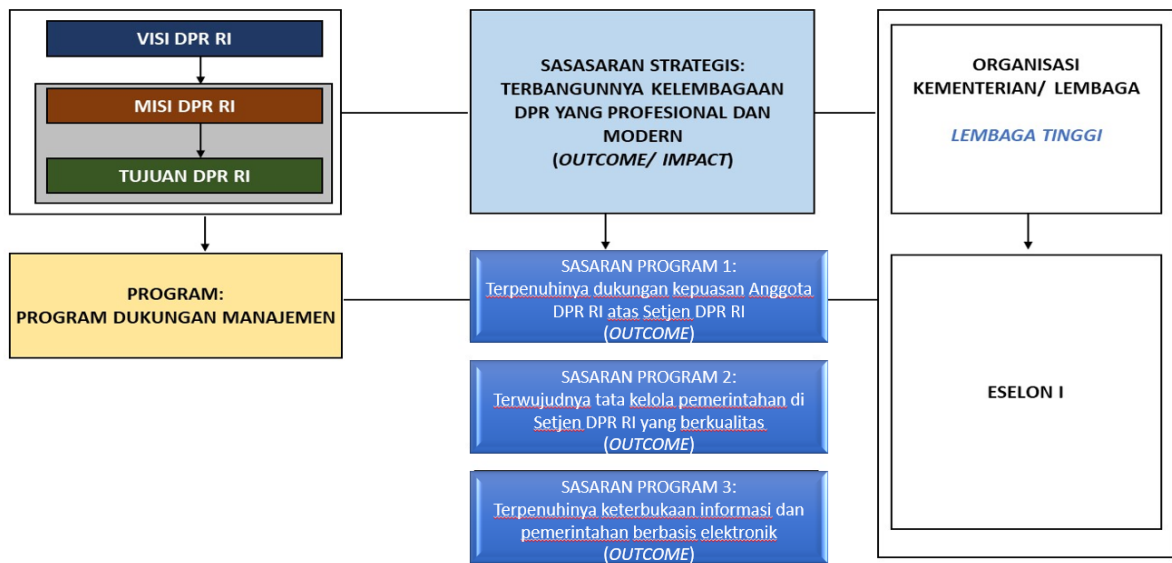 VISI DPR RI
MISI DPR RI
TUJUAN DPR RI
PROGRAM:
PROGRAM DUKUNGAN MANAJEMEN
SASASARAN STRATEGIS:
TERBANGUNNYA KELEMBAGAAN
DPR YANG PROFESIONAL DAN
MODERN
(OUTCOME/ IMPACT)
SASARAN PROGRAM 1:
Terpenuhinya dukungan kepuasan Anggota
DPR RI atas Setjen DPR RI
(OUTCOME)
SASARAN PROGRAM 2:
Terwujudnya tata kelola pemerintahan di
Setjen DPR RI yang berkualitas
(OUTCOME)
SASARAN PROGRAM 3:
Terpenuhinya keterbukaan informasi dan
pemerintahan berbasis elektronik
(OUTCOME)
ORGANISASI
KEMENTERIAN/ LEMBAGA
LEMBAGA TINGGI
ESELON I